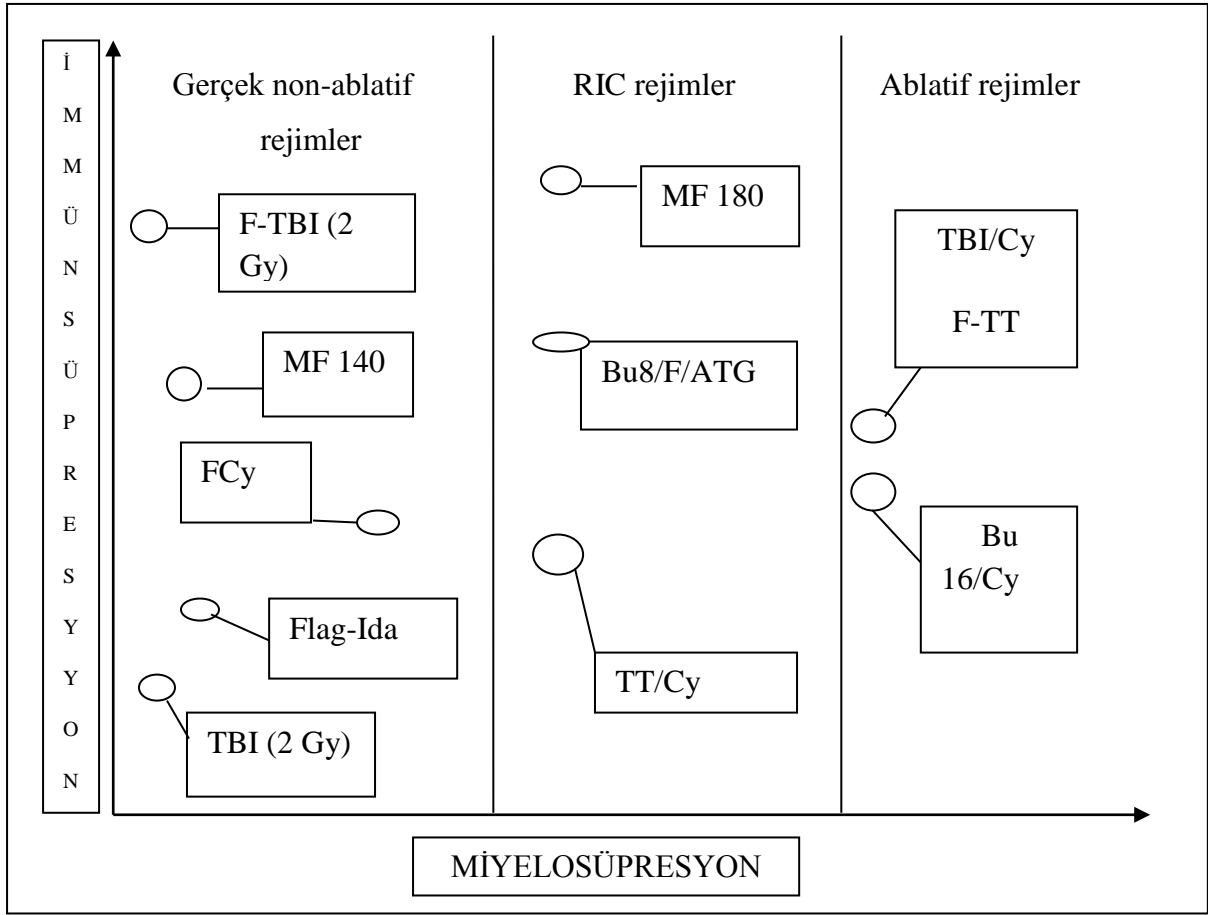 İMMÜNSÜPRESYYON
Gerçek non-ablatif
rejimler
RIC rejimler
Ablatif rejimler
F-TBI (2
Gy)
MF 140
FCy
Flag-Ida
TBI (2 Gy)
MF 180
Bu8/F/ATG
TT/Cy
TBI/Cy
F-TT
Bu
16/Cy
MİYELOSÜPRESYON